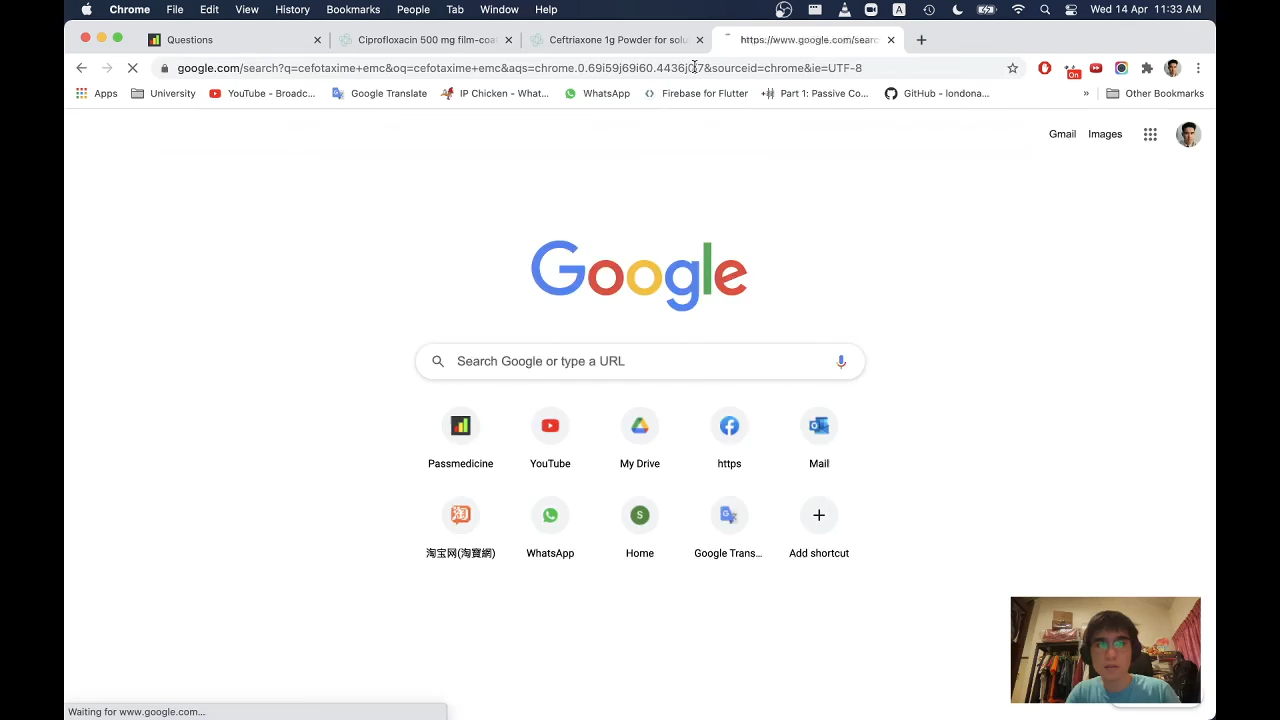 Chrome File Edit View History Bookmarks People Tab Window Help A Wed 14 Apr 11:33 AM
Questions Ciprofloxacin 500 mg film-coa Ceftriaxone 1g Powder for solu https://www.google.com/searc
google.com/search?q=cefotaxime+emc&oq=cefotaxime+emc&aqs=chrome.0.69i59j69i60.4436j0j7&sourceid=chrome&ie=UTF-8 On
Apps University YouTube - Broadc... Google Translate IP Chicken - What... WhatsApp Firebase for Flutter Part 1: Passive Co... GitHub - londona... » Other Bookmarks
Gmail Images
Google
Search Google or type a URL
Passmedicine YouTube My Drive https Mail
S
淘宝网(淘寶網) WhatsApp Home Google Trans... Add shortcut
Waiting for www.google.com...